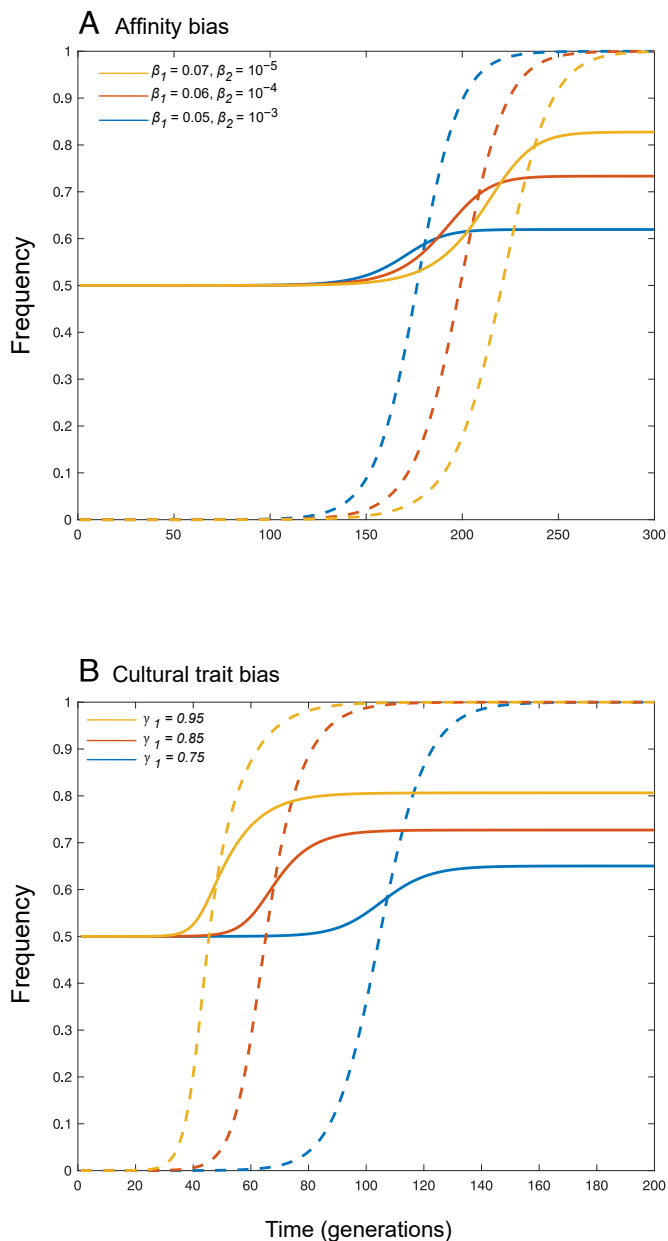 A Affinity bias
1
0.9
0.8
0.7
0.6
0.5
0.4
0.3
0.2
0.1
0
β1 = 0.07, β2 = 10−5
β1 = 0.06, β2 = 10−4
β1 = 0.05, β2 = 10−3
Frequency
0 50 100 150 200 250 300
B Cultural trait bias
1
0.9
0.8
0.7
0.6
0.5
0.4
0.3
0.2
0.1
0
γ1 = 0.95
γ1 = 0.85
γ1 = 0.75
Frequency
0 20 40 60 80 100 120 140 160 180 200
Time (generations)